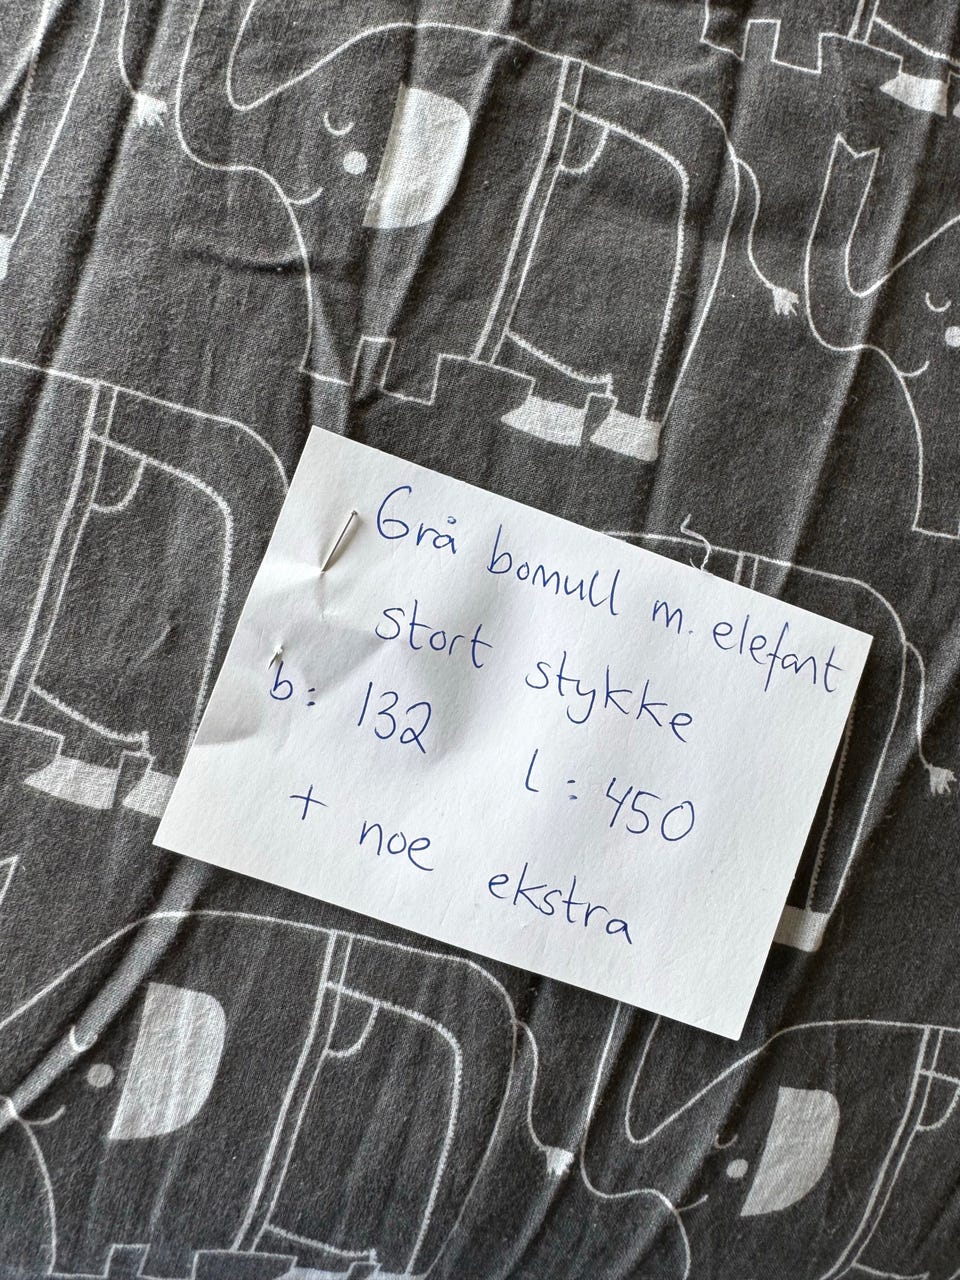 Grå bomull m. elefant
stort stykke
b: 132 l: 450
+ noe ekstra